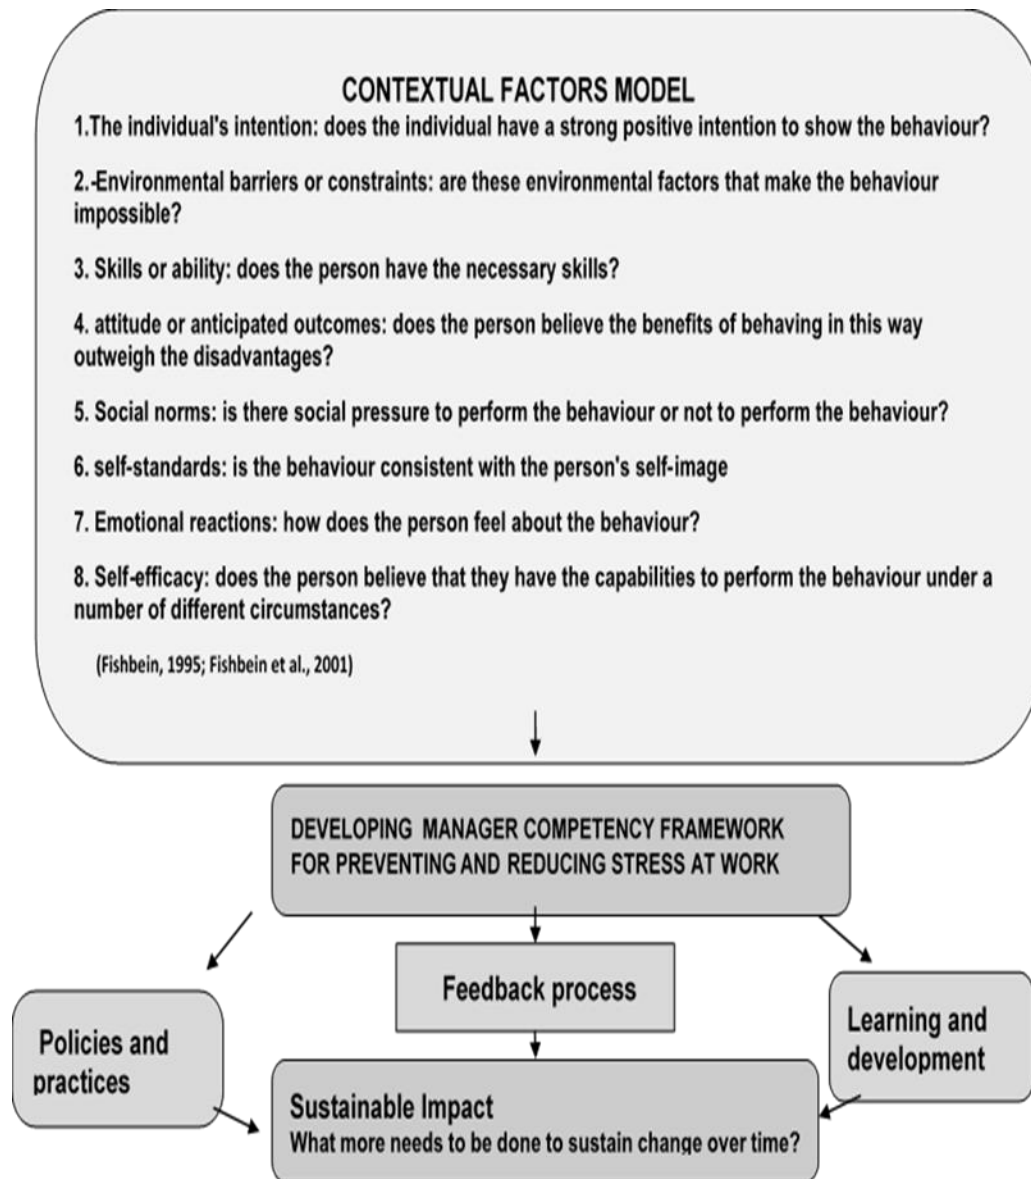 CONTEXTUAL FACTORS MODEL
1.The individual's intention: does the individual have a strong positive intention to show the behaviour?
2.-Environmental barriers or constraints: are these environmental factors that make the behaviour
impossible?
3. Skills or ability: does the person have the necessary skills?
4. attitude or anticipated outcomes: does the person believe the benefits of behaving in this way
outweigh the disadvantages?
5. Social norms: is there social pressure to perform the behaviour or not to perform the behaviour?
6. self-standards: is the behaviour consistent with the person's self-image
7. Emotional reactions: how does the person feel about the behaviour?
8. Self-efficacy: does the person believe that they have the capabilities to perform the behaviour under a
number of different circumstances?
(Fishbein, 1995; Fishbein et al., 2001)
DEVELOPING MANAGER COMPETENCY FRAMEWORK
FOR PREVENTING AND REDUCING STRESS AT WORK
Feedback process
Policies and
practices
Learning and
development
Sustainable Impact
What more needs to be done to sustain change over time?